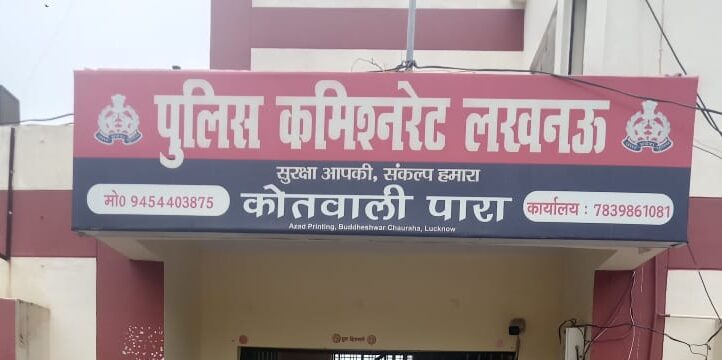 पुलिस कमिश्नरेट लखनऊ
सुरक्षा आपकी, संकल्प हमारा
मो0 9454403875 कोतवाली पारा कार्यालय : 7839861081
Azad Printing, Buddheshwar Chauraha, Lucknow